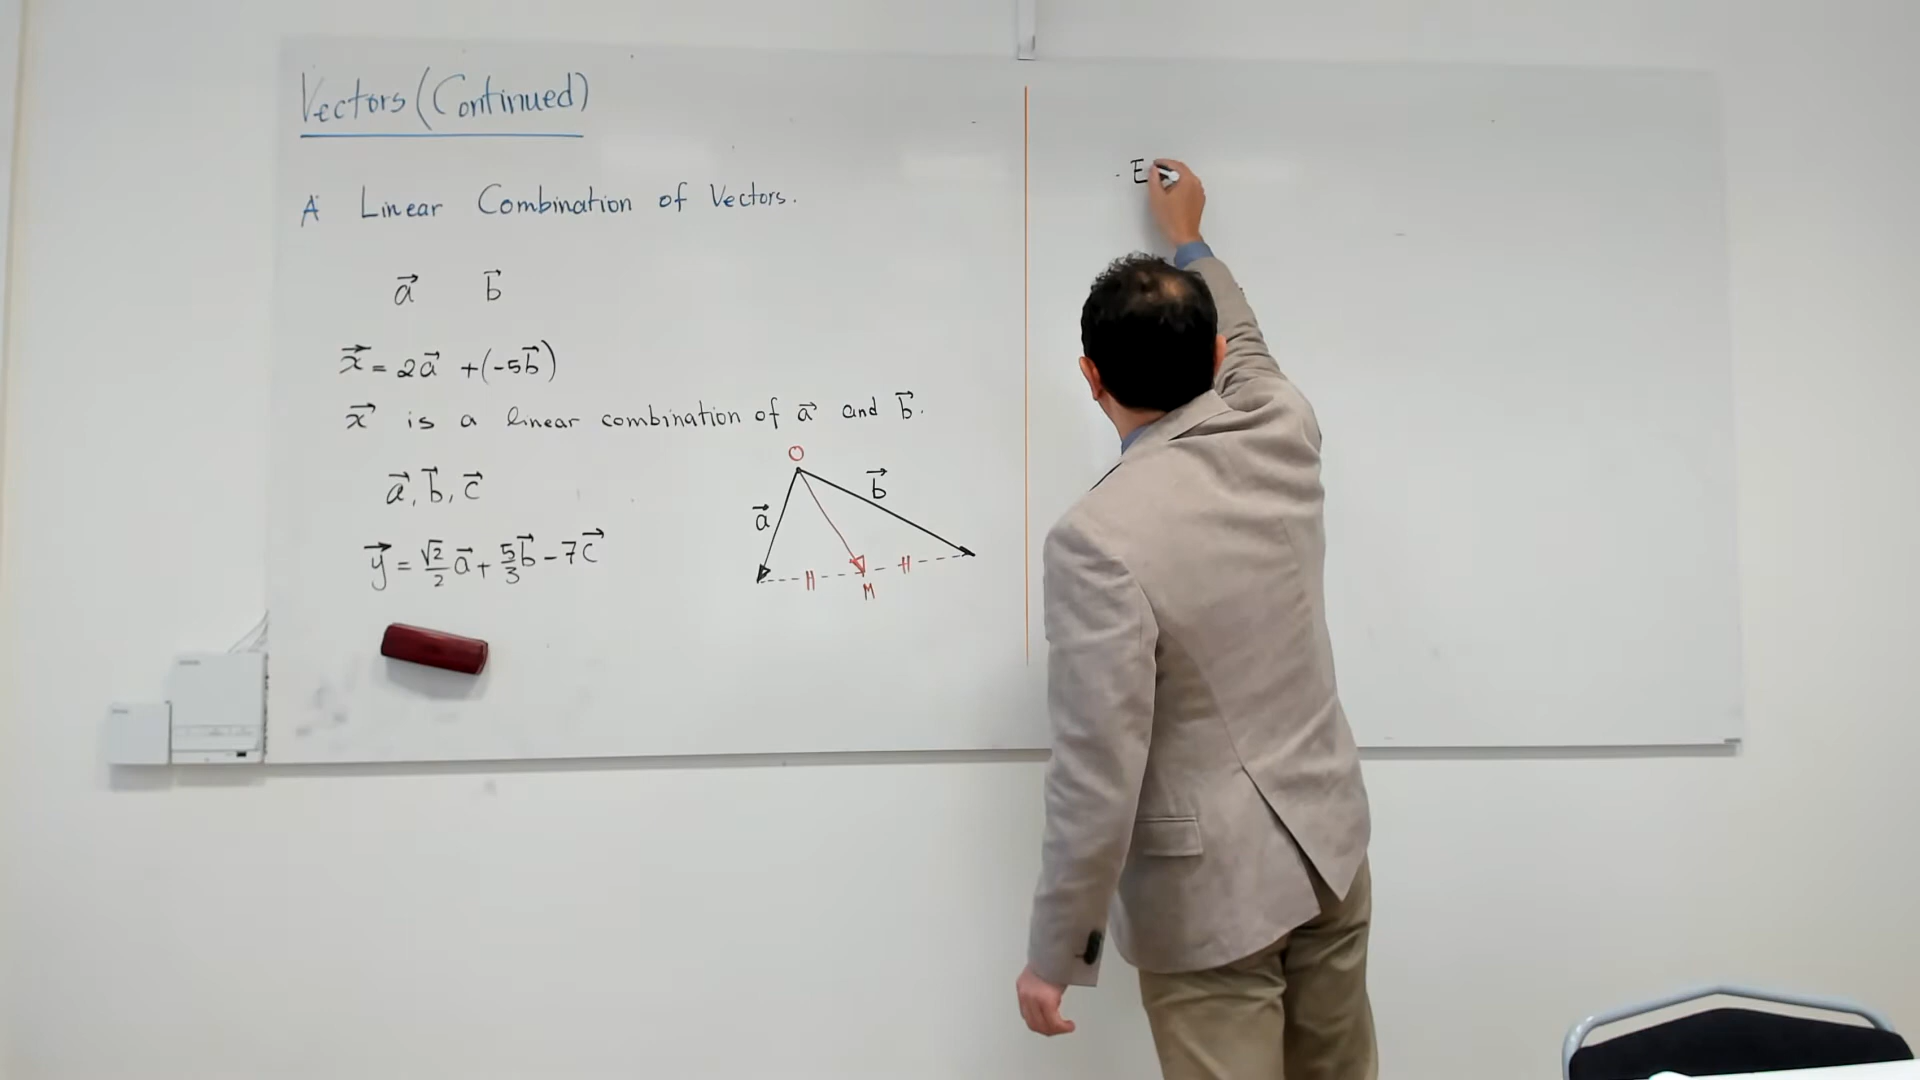 Vectors (Continued)
A Linear Combination of Vectors.
a⃗ b⃗
x⃗ = 2a⃗ + (-5b⃗)
x⃗ is a linear combination of a⃗ and b⃗.
a⃗, b⃗, c⃗
y⃗ = √2/2 a⃗ + 5/3 b⃗ - 7c⃗
O
a⃗
b⃗
M
· E